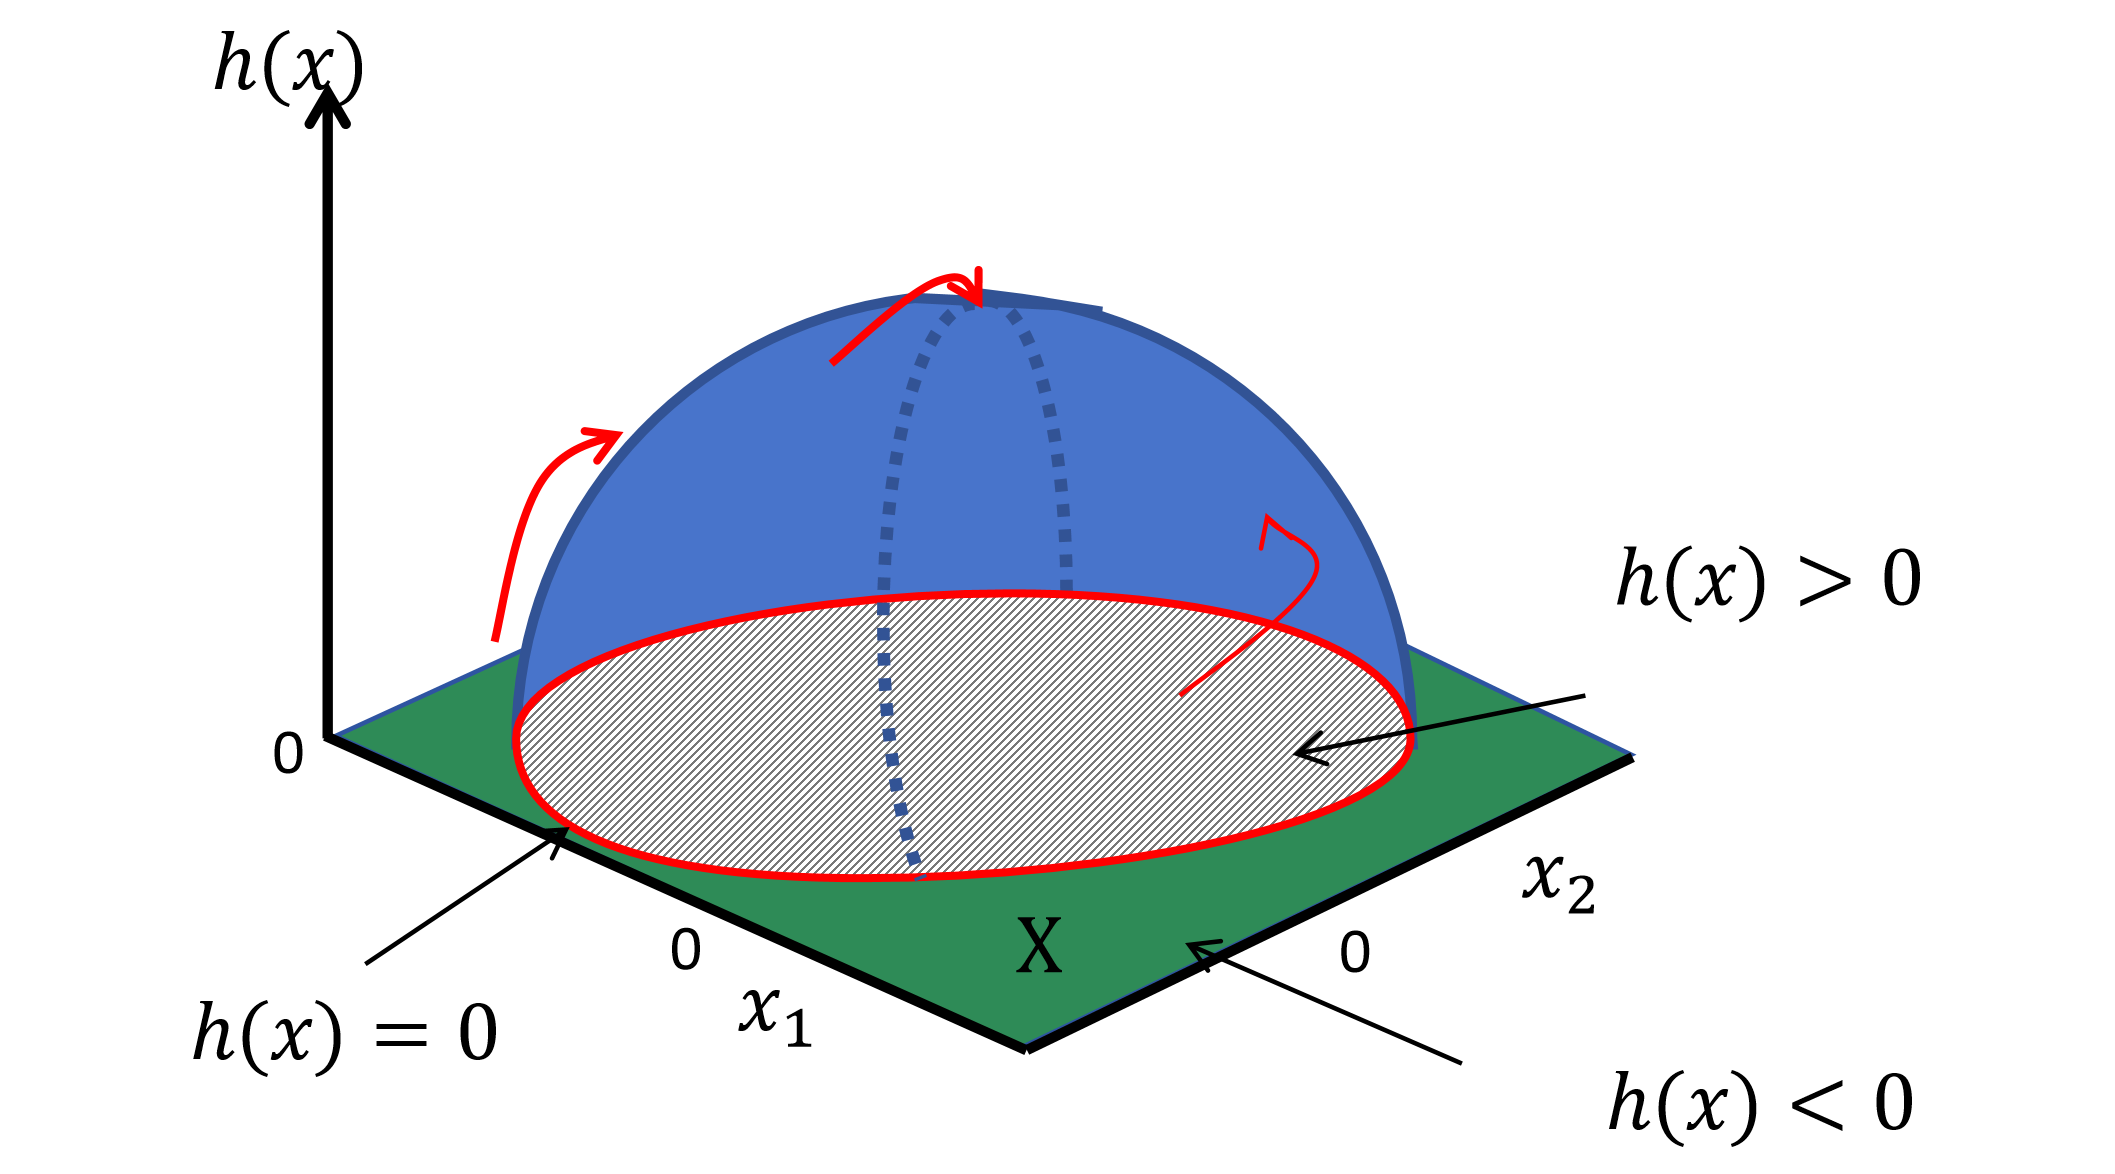 h(x)
h(x) > 0
0
x₂
X
0
0
x₁
h(x) = 0
h(x) < 0